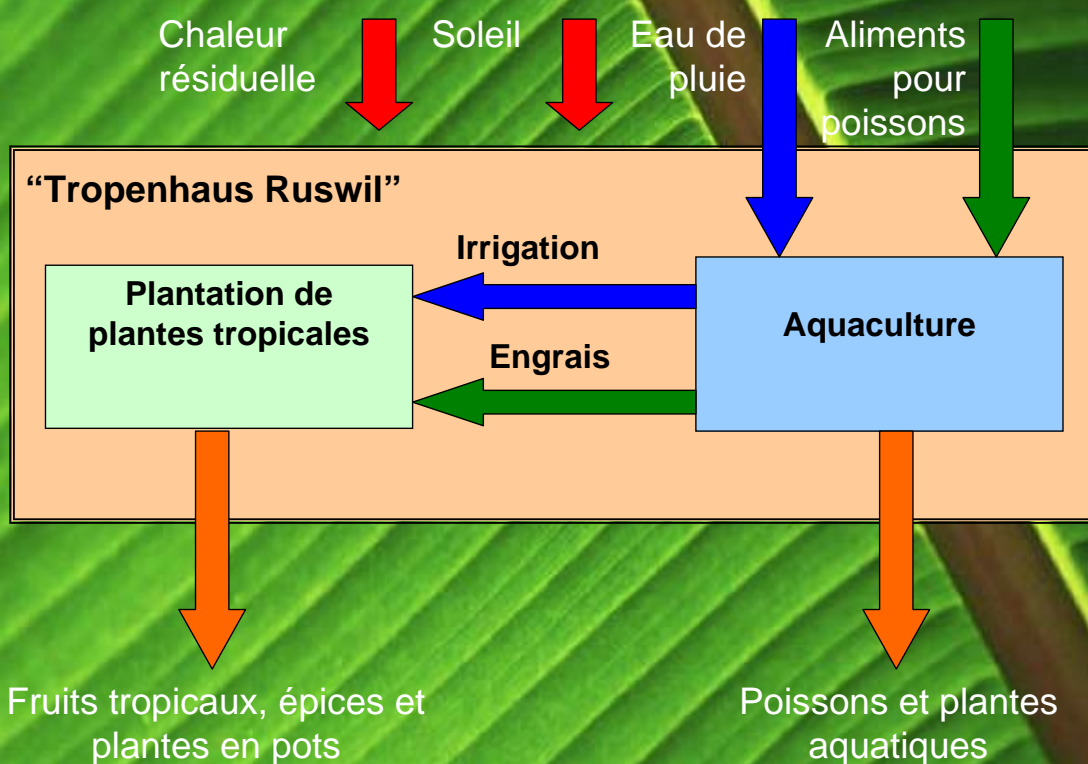 Chaleur
résiduelle
Soleil
Eau de
pluie
Aliments
pour
poissons
“Tropenhaus Ruswil”
Irrigation
Plantation de
plantes tropicales
Aquaculture
Engrais
Fruits tropicaux, épices et
plantes en pots
Poissons et plantes
aquatiques